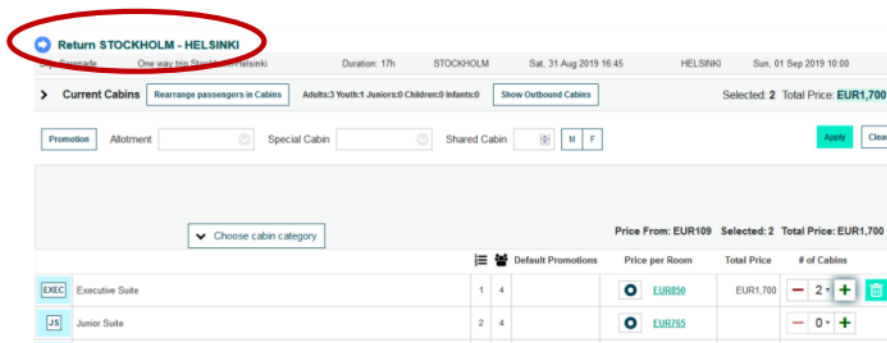 Return STOCKHOLM - HELSINKI
Serenade One way trip Stockholm Helsinki Duration: 17h STOCKHOLM Sat, 31 Aug 2019 16:45 HELSINKI Sun, 01 Sep 2019 10:00
Current Cabins Rearrange passengers in Cabins Adults:3 Youth:1 Juniors:0 Children:0 Infants:0 Show Outbound Cabins Selected: 2 Total Price: EUR1,700
Promotion Allotment Special Cabin Shared Cabin M F Apply Clear
Choose cabin category Price From: EUR109 Selected: 2 Total Price: EUR1,700
Default Promotions Price per Room Total Price # of Cabins
EXEC Executive Suite 1 4 EUR850 EUR1,700 − 2 +
JS Junior Suite 2 4 EUR765 − 0 +